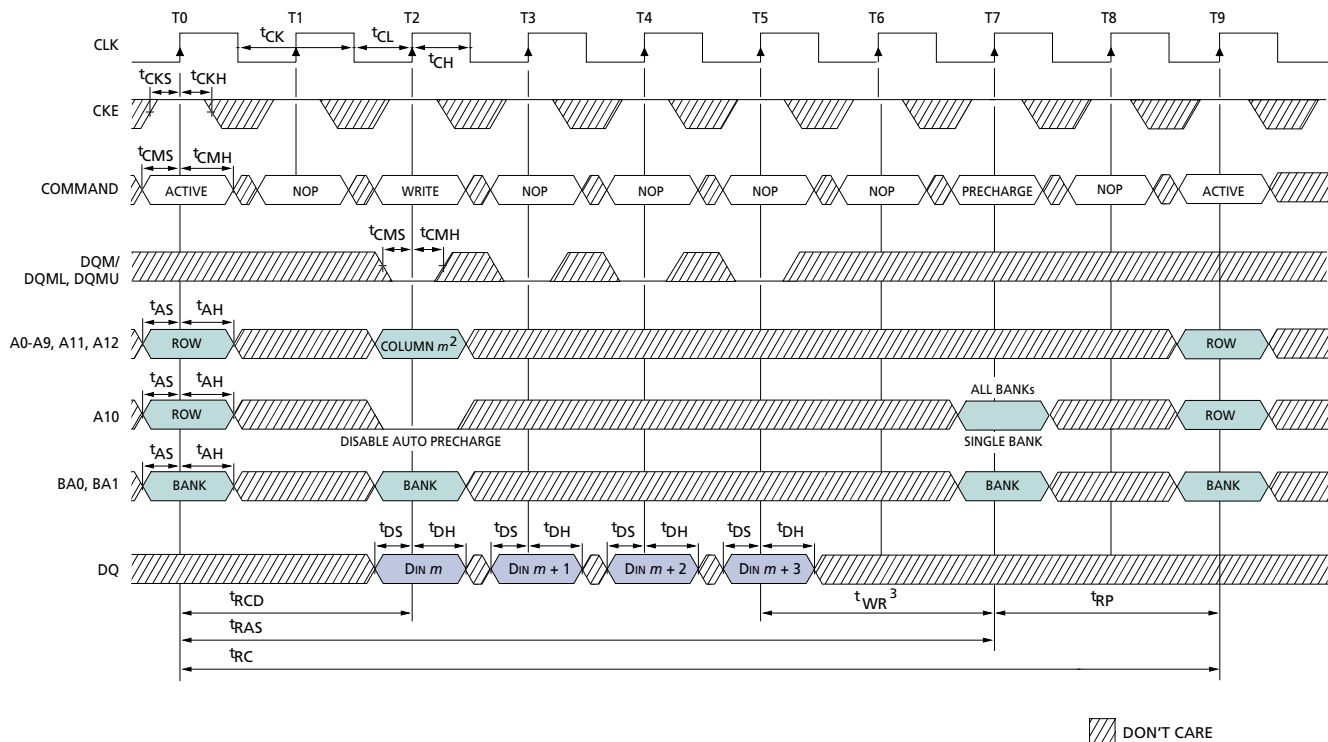 T0 T1 T2 T3 T4 T5 T6 T7 T8 T9
CLK
tCK tCL
tCH
tCKS tCKH
CKE
tCMS tCMH
COMMAND ACTIVE NOP WRITE NOP NOP NOP NOP PRECHARGE NOP ACTIVE
tCMS tCMH
DQM/
DQML, DQMU
tAS tAH
A0-A9, A11, A12 ROW COLUMN m2 ROW
tAS tAH
ALL BANKs
A10 ROW ROW
DISABLE AUTO PRECHARGE SINGLE BANK
tAS tAH
BA0, BA1 BANK BANK BANK BANK
tDS tDH tDS tDH tDS tDH tDS tDH
DQ DIN m DIN m + 1 DIN m + 2 DIN m + 3
tRCD tWR3 tRP
tRAS
tRC
DON'T CARE